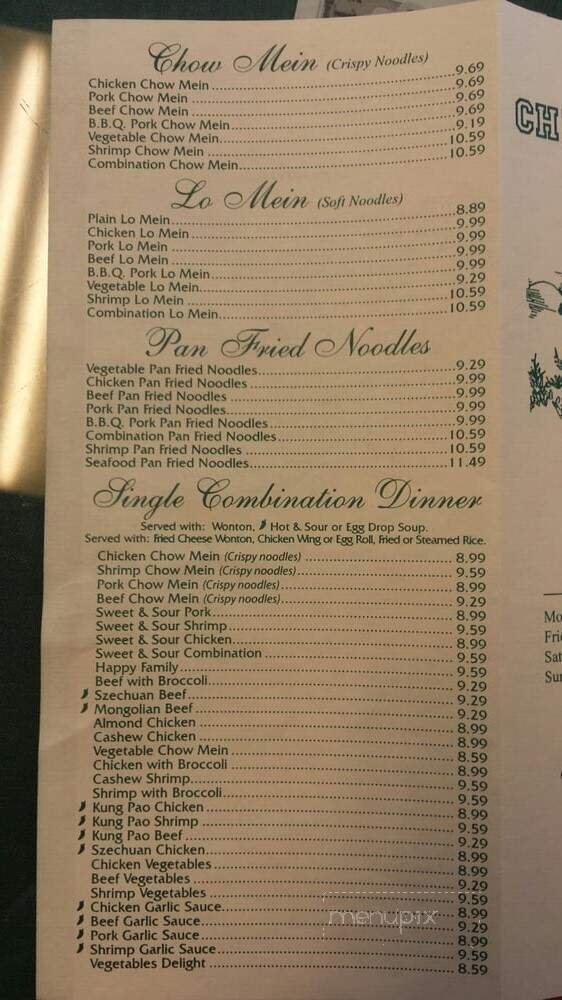 Chow Mein (Crispy Noodles)
Chicken Chow Mein 9.69
Pork Chow Mein 9.69
Beef Chow Mein 9.69
B.B.Q. Pork Chow Mein 9.69
Vegetable Chow Mein 9.19
Shrimp Chow Mein 10.59
Combination Chow Mein 10.59
Lo Mein (Soft Noodles)
Plain Lo Mein 8.89
Chicken Lo Mein 9.99
Pork Lo Mein 9.99
Beef Lo Mein 9.99
B.B.Q. Pork Lo Mein 9.99
Vegetable Lo Mein 9.29
Shrimp Lo Mein 10.59
Combination Lo Mein 10.59
Pan Fried Noodles
Vegetable Pan Fried Noodles 9.29
Chicken Pan Fried Noodles 9.99
Beef Pan Fried Noodles 9.99
Pork Pan Fried Noodles 9.99
B.B.Q. Pork Pan Fried Noodles 9.99
Combination Pan Fried Noodles 10.59
Shrimp Pan Fried Noodles 10.59
Seafood Pan Fried Noodles 11.49
Single Combination Dinner
Served with: Wonton, Hot & Sour or Egg Drop Soup.
Served with: Fried Cheese Wonton, Chicken Wing or Egg Roll, Fried or Steamed Rice.
Chicken Chow Mein (Crispy noodles) 8.99
Shrimp Chow Mein (Crispy noodles) 9.59
Pork Chow Mein (Crispy noodles) 8.99
Beef Chow Mein (Crispy noodles) 9.29
Sweet & Sour Pork 8.99
Sweet & Sour Shrimp 9.59
Sweet & Sour Chicken 8.99
Sweet & Sour Combination 9.59
Happy Family 9.59
Beef with Broccoli 9.29
Szechuan Beef 9.29
Mongolian Beef 9.29
Almond Chicken 8.99
Cashew Chicken 8.99
Vegetable Chow Mein 8.59
Chicken with Broccoli 8.99
Cashew Shrimp 9.59
Shrimp with Broccoli 9.59
Kung Pao Chicken 8.99
Kung Pao Shrimp 9.59
Kung Pao Beef 9.29
Szechuan Chicken 8.99
Chicken Vegetables 8.99
Beef Vegetables 9.29
Shrimp Vegetables 9.59
Chicken Garlic Sauce 8.99
Beef Garlic Sauce 9.29
Pork Garlic Sauce 8.99
Shrimp Garlic Sauce 9.59
Vegetables Delight 8.59
menupix
CH
Mo
Fri
Sat
Sun